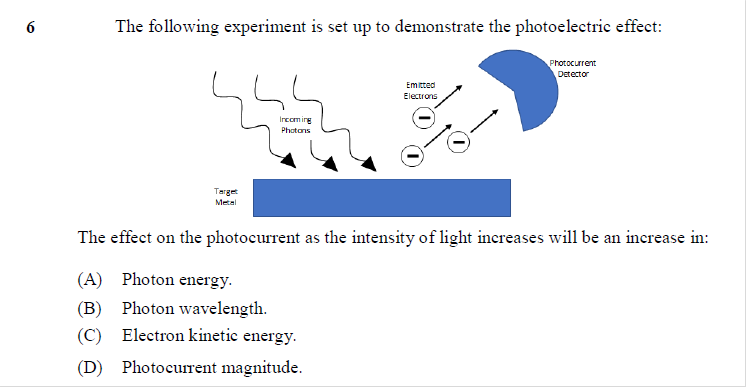 6 The following experiment is set up to demonstrate the photoelectric effect:
Photocurrent
Detector
Emitted
Electrons
Incoming
Photons
Target
Metal
The effect on the photocurrent as the intensity of light increases will be an increase in:
(A) Photon energy.
(B) Photon wavelength.
(C) Electron kinetic energy.
(D) Photocurrent magnitude.